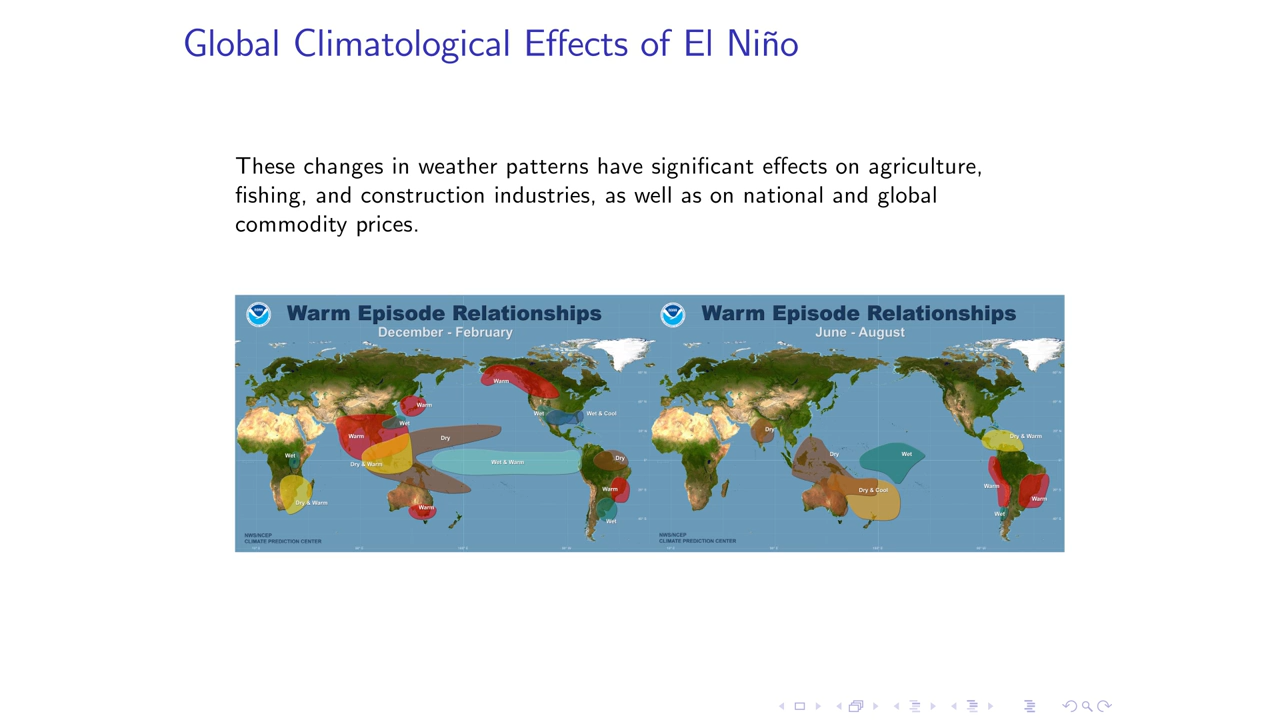 Global Climatological Effects of El Niño
These changes in weather patterns have significant effects on agriculture,
fishing, and construction industries, as well as on national and global
commodity prices.
Warm Episode Relationships
December - February
Warm
Warm
Wet
Wet
Wet & Cool
Warm
Dry
Wet
Dry & Warm
Wet & Warm
Dry
Dry & Warm
Warm
Warm
Wet
NWS/NCEP
CLIMATE PREDICTION CENTER
Warm Episode Relationships
June - August
Dry
Dry & Warm
Dry
Wet
Dry & Cool
Warm
Warm
Wet
NWS/NCEP
CLIMATE PREDICTION CENTER